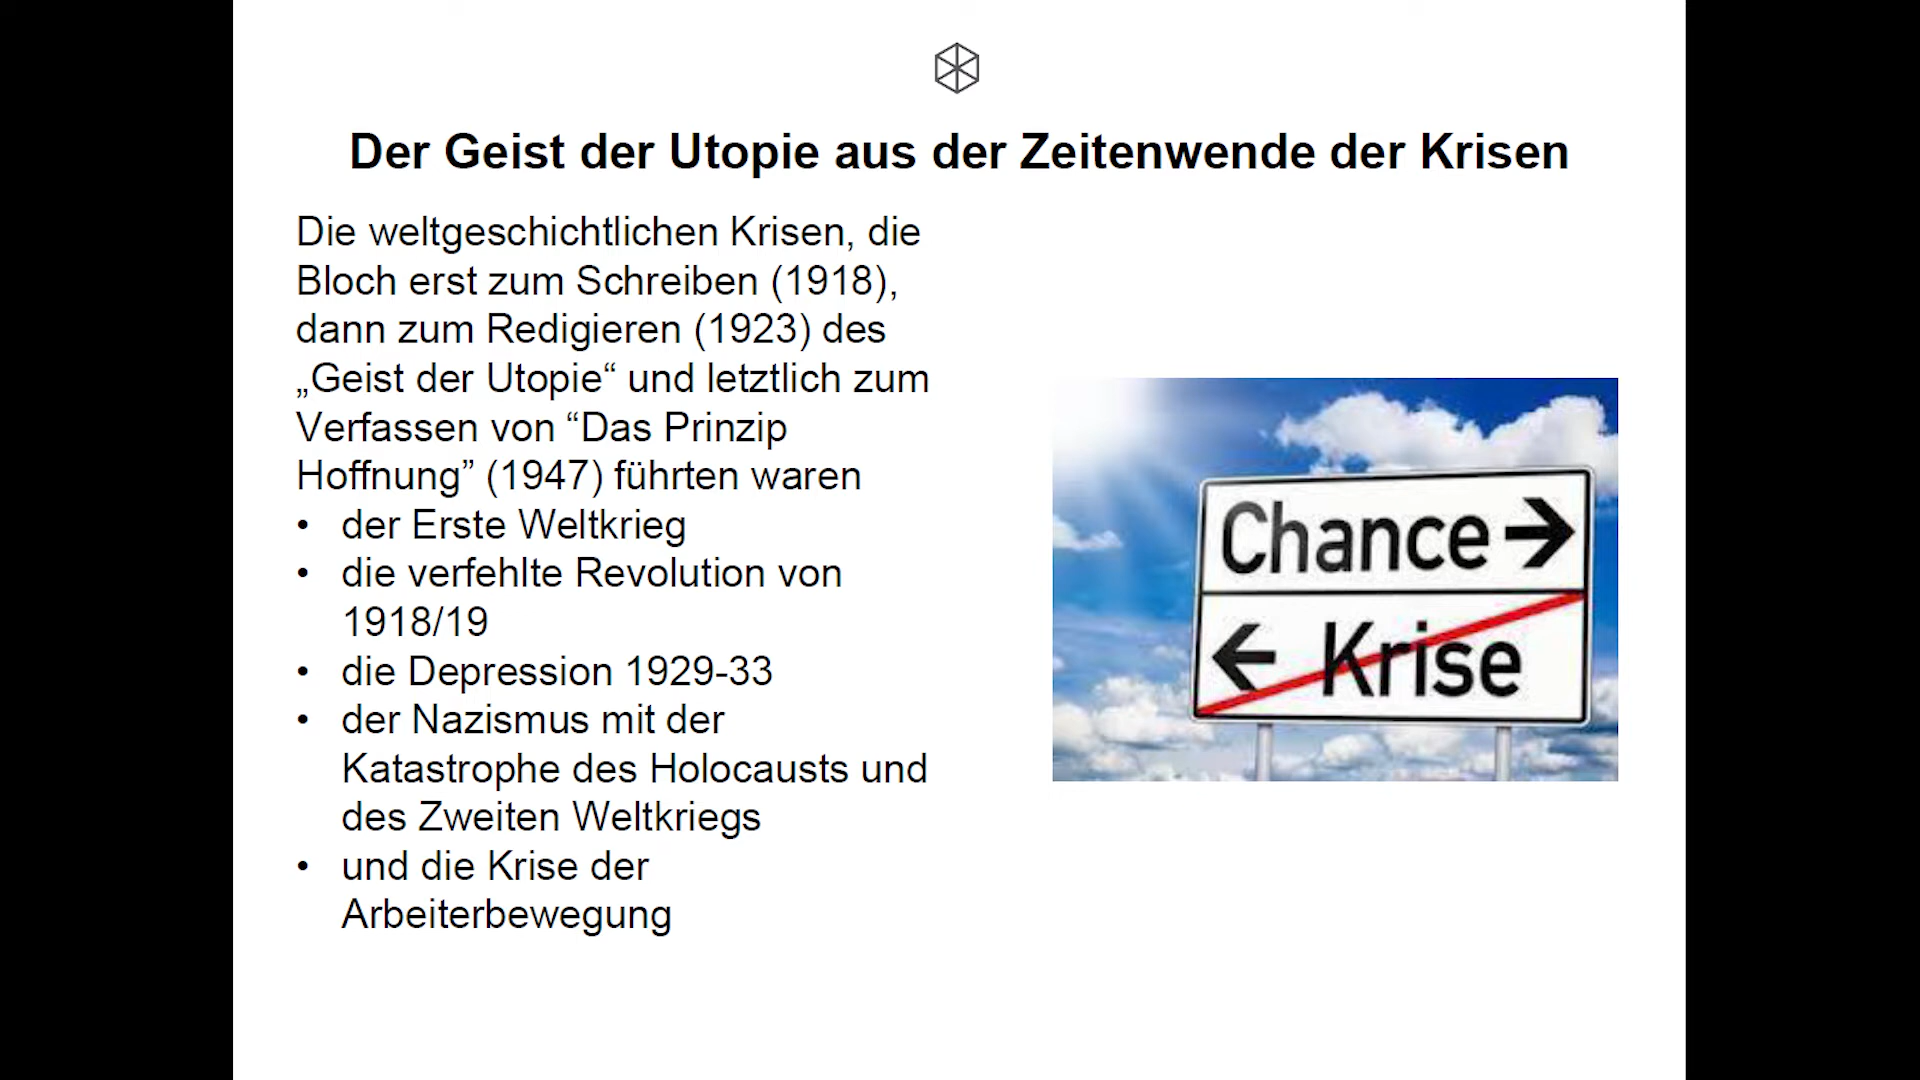 Der Geist der Utopie aus der Zeitenwende der Krisen
Die weltgeschichtlichen Krisen, die
Bloch erst zum Schreiben (1918),
dann zum Redigieren (1923) des
„Geist der Utopie“ und letztlich zum
Verfassen von “Das Prinzip
Hoffnung” (1947) führten waren
• der Erste Weltkrieg
• die verfehlte Revolution von
1918/19
• die Depression 1929-33
• der Nazismus mit der
Katastrophe des Holocausts und
des Zweiten Weltkriegs
• und die Krise der
Arbeiterbewegung
Chance →
← Krise